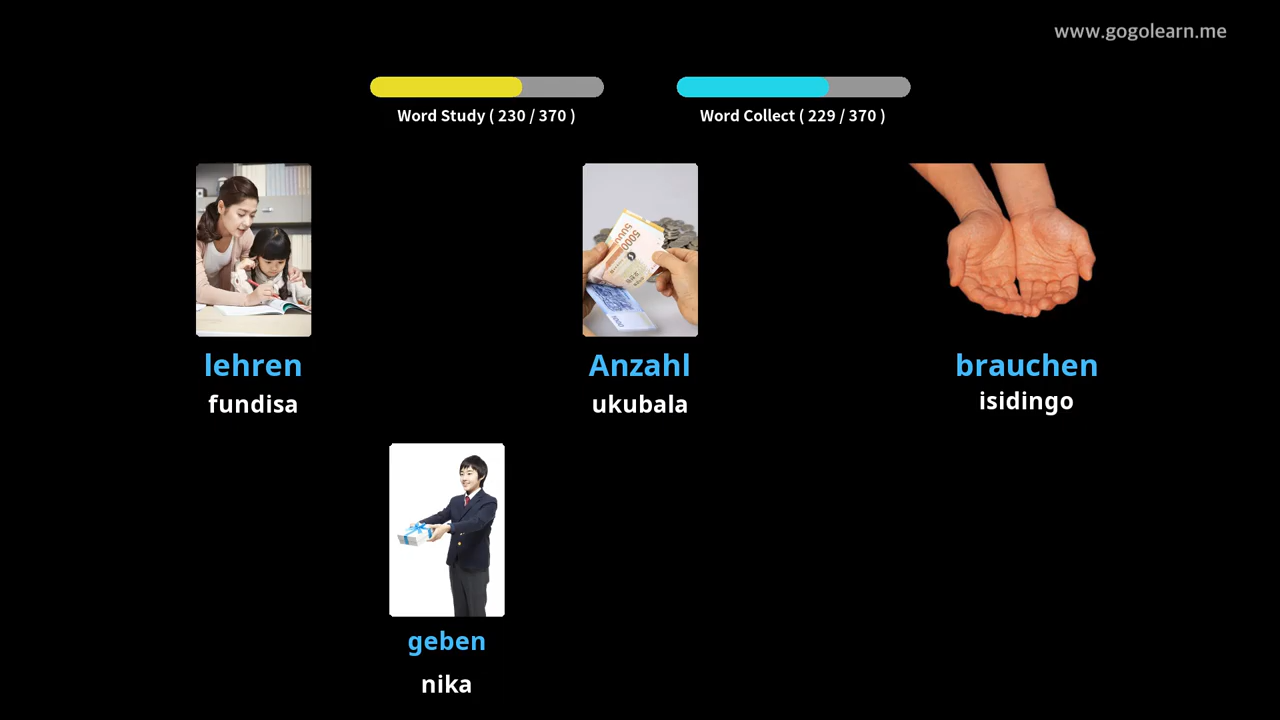 www.gogolearn.me
Word Study ( 230 / 370 )
Word Collect ( 229 / 370 )
lehren
fundisa
Anzahl
ukubala
brauchen
isidingo
geben
nika